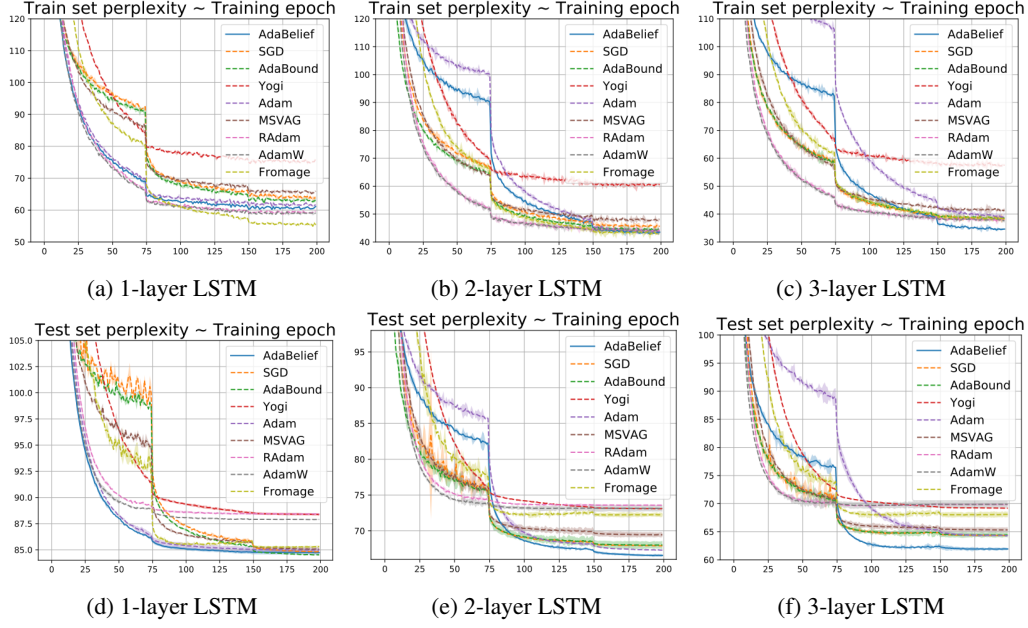 Train set perplexity ~ Training epoch
120
110
100
90
80
70
60
50
0 25 50 75 100 125 150 175 200
AdaBelief
SGD
AdaBound
Yogi
Adam
MSVAG
RAdam
AdamW
Fromage
(a) 1-layer LSTM
Train set perplexity ~ Training epoch
120
110
100
90
80
70
60
50
40
0 25 50 75 100 125 150 175 200
AdaBelief
SGD
AdaBound
Yogi
Adam
MSVAG
RAdam
AdamW
Fromage
(b) 2-layer LSTM
Train set perplexity ~ Training epoch
120
110
100
90
80
70
60
50
40
30
0 25 50 75 100 125 150 175 200
AdaBelief
SGD
AdaBound
Yogi
Adam
MSVAG
RAdam
AdamW
Fromage
(c) 3-layer LSTM
Test set perplexity ~ Training epoch
105.0
102.5
100.0
97.5
95.0
92.5
90.0
87.5
85.0
0 25 50 75 100 125 150 175 200
AdaBelief
SGD
AdaBound
Yogi
Adam
MSVAG
RAdam
AdamW
Fromage
(d) 1-layer LSTM
Test set perplexity ~ Training epoch
95
90
85
80
75
70
0 25 50 75 100 125 150 175 200
AdaBelief
SGD
AdaBound
Yogi
Adam
MSVAG
RAdam
AdamW
Fromage
(e) 2-layer LSTM
Test set perplexity ~ Training epoch
100
95
90
85
80
75
70
65
60
0 25 50 75 100 125 150 175 200
AdaBelief
SGD
AdaBound
Yogi
Adam
MSVAG
RAdam
AdamW
Fromage
(f) 3-layer LSTM